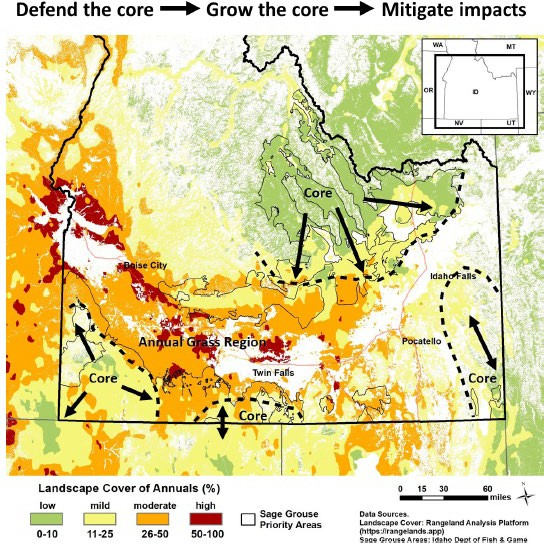 Defend the core → Grow the core → Mitigate impacts
WA
MT
OR
ID
WY
NV
UT
Core
Boise City
Idaho Falls
Annual Grass Region
Pocatello
Twin Falls
Core
Core
Core
Landscape Cover of Annuals (%)
low mild moderate high
0-10 11-25 26-50 50-100
Sage Grouse
Priority Areas
0 15 30 60
miles
N
Data Sources.
Landscape Cover: Rangeland Analysis Platform
(https://rangelands.app)
Sage Grouse Areas: Idaho Dept of Fish & Game